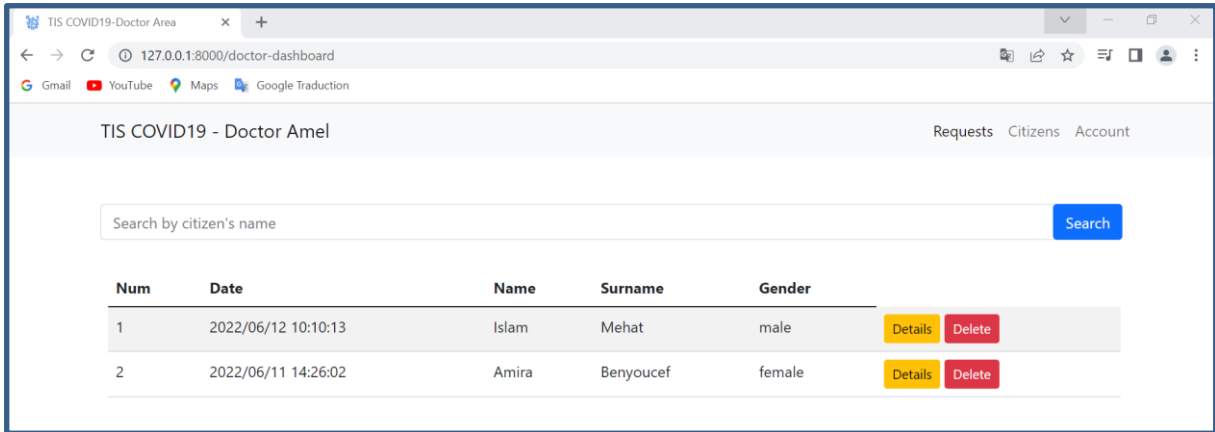 TIS COVID19-Doctor Area
127.0.0.1:8000/doctor-dashboard
Gmail YouTube Maps Google Traduction
TIS COVID19 - Doctor Amel Requests Citizens Account
Search by citizen's name Search
Num Date Name Surname Gender
1 2022/06/12 10:10:13 Islam Mehat male Details Delete
2 2022/06/11 14:26:02 Amira Benyoucef female Details Delete